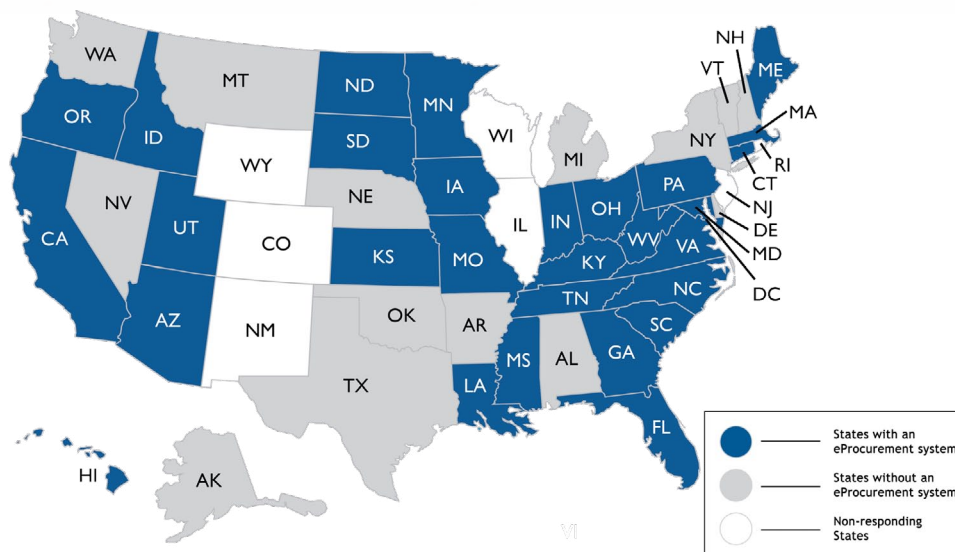 NH
WA
VT
ME
MT
ND
MN
OR
MA
ID
SD
WI
NY
WY
MI
RI
CT
IA
PA
NE
NJ
NV
OH
IN
IL
DE
UT
WV
CO
VA
MD
CA
KS
MO
KY
DC
NC
TN
OK
AZ
AR
SC
NM
MS
AL
GA
TX
LA
FL
HI
AK
States with an
eProcurement system
States without an
eProcurement system
Non-responding
States
VI